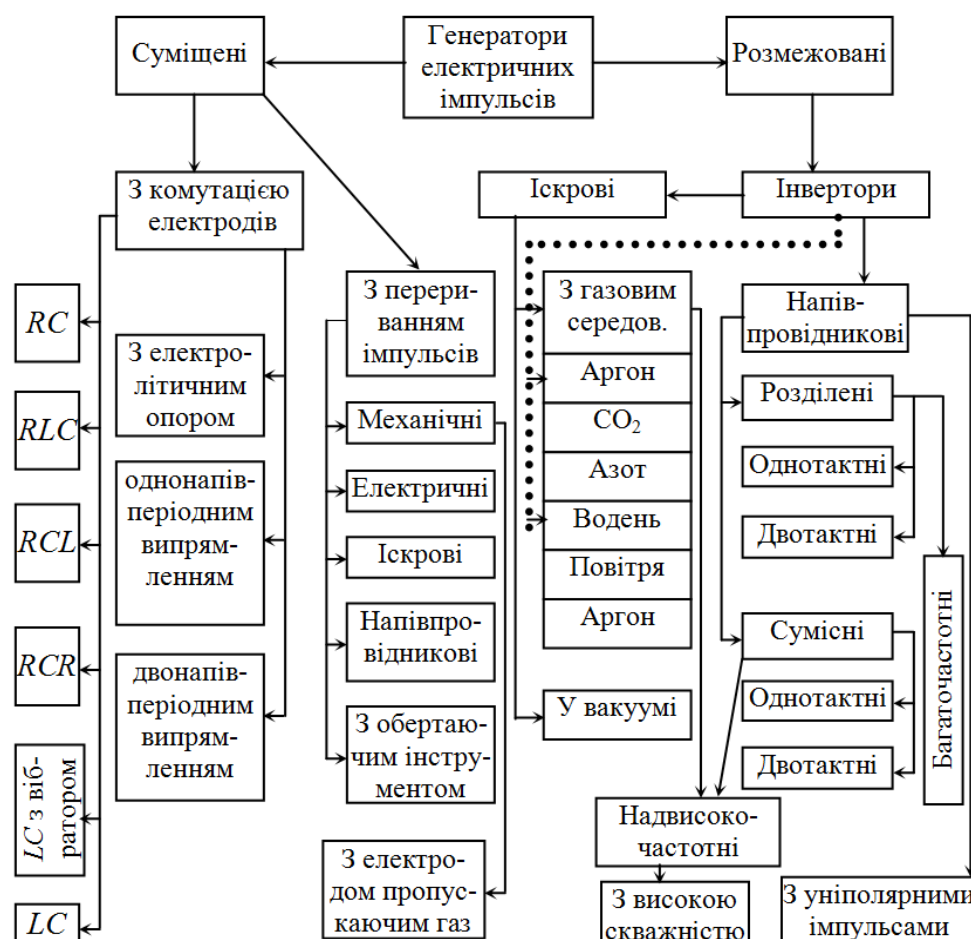 Суміщені
Генератори
електричних
імпульсів
Розмежовані
З комутацією
електродів
Іскрові
Інвертори
RC
RLC
RCL
RCR
LC з віб-
ратором
LC
З електро-
літичним
опором
однонапів-
періодним
випрям-
ленням
двонапів-
періодним
випрям-
ленням
З перери-
ванням
імпульсів
Механічні
Електричні
Іскрові
Напівпро-
відникові
З обертаю-
чим інстру-
ментом
З електро-
дом пропус-
каючим газ
З газовим
середов.
Аргон
CO₂
Азот
Водень
Повітря
Аргон
У вакуумі
Напів-
провідникові
Розділені
Однотактні
Двотактні
Сумісні
Однотактні
Двотактні
Багаточастотні
Надвисоко-
частотні
З високою
скважністю
З уніполярними
імпульсами